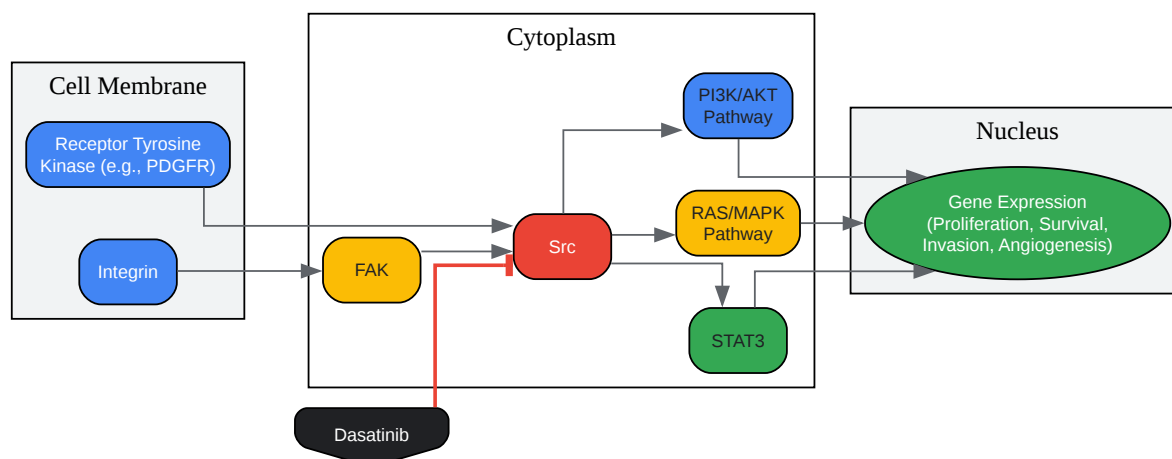 Cell Membrane
Receptor Tyrosine
Kinase (e.g., PDGFR)
Integrin
Cytoplasm
FAK
Src
PI3K/AKT
Pathway
RAS/MAPK
Pathway
STAT3
Nucleus
Gene Expression
(Proliferation, Survival,
Invasion, Angiogenesis)
Dasatinib